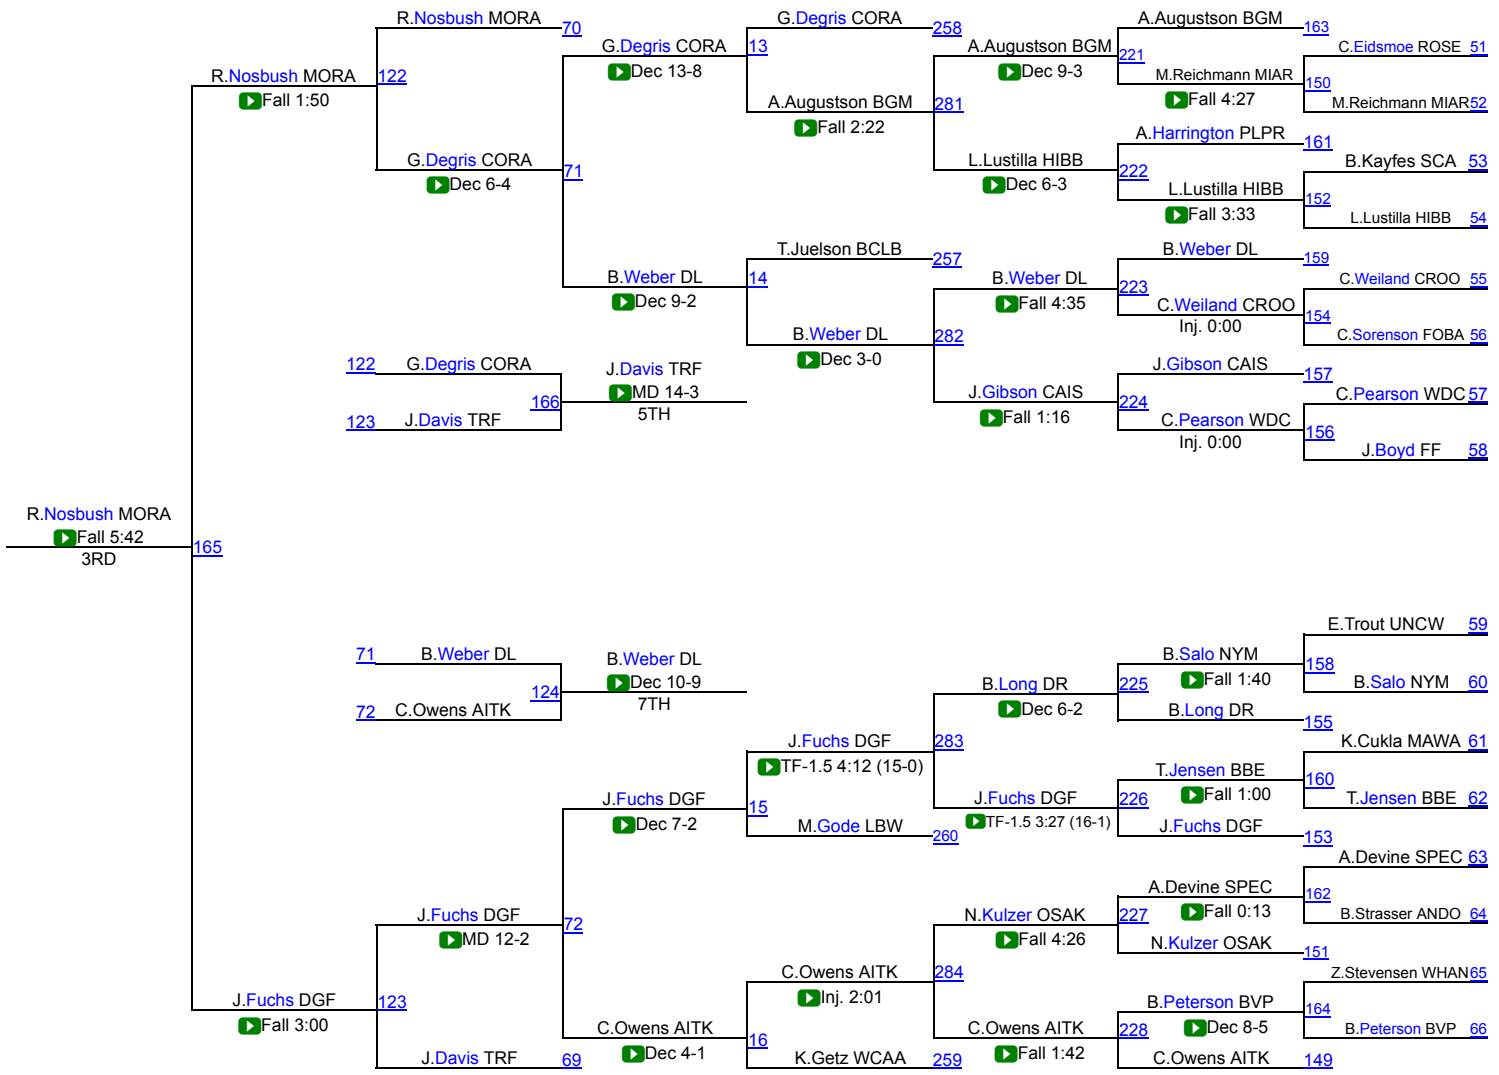 R.Nosbush MORA
70
G.Degris CORA
258
A.Augustson BGM
163
G.Degris CORA
13
Dec 13-8
A.Augustson BGM
221
Dec 9-3
C.Eidsmoe ROSE 51
R.Nosbush MORA
122
Fall 1:50
M.Reichmann MIAR
150
Fall 4:27
A.Augustson BGM
281
Fall 2:22
M.Reichmann MIAR 52
A.Harrington PLPR
161
G.Degris CORA
71
Dec 6-4
L.Lustilla HIBB
222
Dec 6-3
B.Kayfes SCA 53
L.Lustilla HIBB
152
Fall 3:33
L.Lustilla HIBB 54
T.Juelson BCLB
257
B.Weber DL
159
B.Weber DL
14
Dec 9-2
B.Weber DL
223
Fall 4:35
C.Weiland CROO 55
C.Weiland CROO
154
Inj. 0:00
B.Weber DL
282
Dec 3-0
C.Sorenson FOBA 56
122 G.Degris CORA
J.Davis TRF
166
MD 14-3
5TH
J.Gibson CAIS
157
J.Gibson CAIS
224
Fall 1:16
C.Pearson WDC 57
123 J.Davis TRF
C.Pearson WDC
156
Inj. 0:00
J.Boyd FF 58
R.Nosbush MORA
Fall 5:42
165
3RD
E.Trout UNCW 59
71 B.Weber DL
B.Weber DL
124
Dec 10-9
7TH
B.Salo NYM
158
Fall 1:40
B.Long DR
225
Dec 6-2
B.Salo NYM 60
72 C.Owens AITK
B.Long DR
155
J.Fuchs DGF
283
TF-1.5 4:12 (15-0)
K.Cukla MAWA 61
T.Jensen BBE
160
Fall 1:00
J.Fuchs DGF
15
Dec 7-2
J.Fuchs DGF
226
TF-1.5 3:27 (16-1)
T.Jensen BBE 62
M.Gode LBW
260
J.Fuchs DGF
153
A.Devine SPEC 63
A.Devine SPEC
162
Fall 0:13
J.Fuchs DGF
72
MD 12-2
N.Kulzer OSAK
227
Fall 4:26
B.Strasser ANDO 64
N.Kulzer OSAK
151
C.Owens AITK
284
Inj. 2:01
Z.Stevensen WHAN 65
J.Fuchs DGF
123
Fall 3:00
B.Peterson BVP
164
Dec 8-5
C.Owens AITK
16
Dec 4-1
C.Owens AITK
228
Fall 1:42
B.Peterson BVP 66
J.Davis TRF
69
K.Getz WCAA
259
C.Owens AITK
149